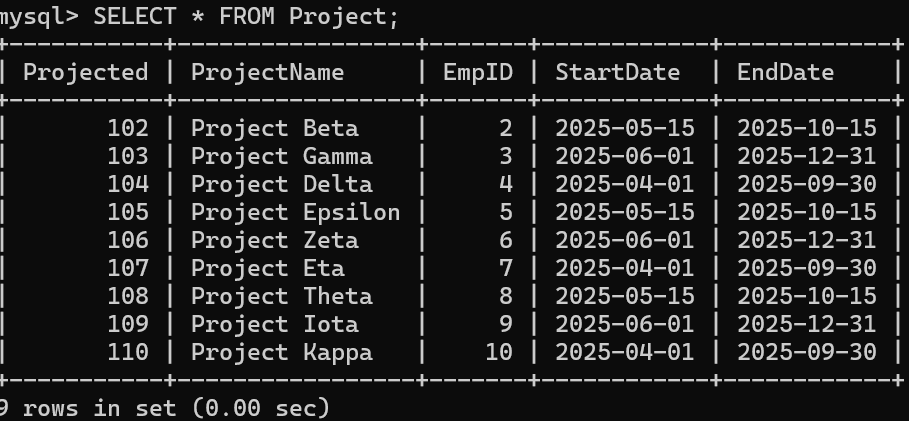 mysql> SELECT * FROM Project;
+-----------+-----------------+-------+------------+------------+
| Projected | ProjectName     | EmpID | StartDate  | EndDate    |
+-----------+-----------------+-------+------------+------------+
|       102 | Project Beta    |     2 | 2025-05-15 | 2025-10-15 |
|       103 | Project Gamma   |     3 | 2025-06-01 | 2025-12-31 |
|       104 | Project Delta   |     4 | 2025-04-01 | 2025-09-30 |
|       105 | Project Epsilon |     5 | 2025-05-15 | 2025-10-15 |
|       106 | Project Zeta    |     6 | 2025-06-01 | 2025-12-31 |
|       107 | Project Eta     |     7 | 2025-04-01 | 2025-09-30 |
|       108 | Project Theta   |     8 | 2025-05-15 | 2025-10-15 |
|       109 | Project Iota    |     9 | 2025-06-01 | 2025-12-31 |
|       110 | Project Kappa   |    10 | 2025-04-01 | 2025-09-30 |
+-----------+-----------------+-------+------------+------------+
9 rows in set (0.00 sec)